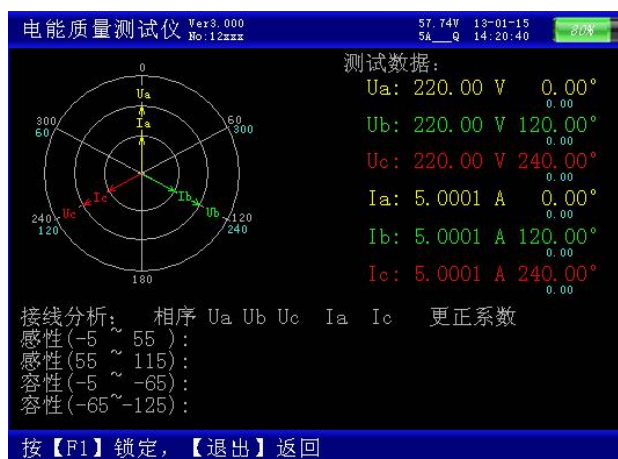 电能质量测试仪 Ver3.000 57.74V 13-01-15
No:12xxx 5A__Q 14:20:40 80%
测试数据:
0
Ua
Ia
300 60
60 300
Uc Ic Ib Ub
240 120
120 240
180
Ua: 220.00 V 0.00°
0.00
Ub: 220.00 V 120.00°
0.00
Uc: 220.00 V 240.00°
0.00
Ia: 5.0001 A 0.00°
0.00
Ib: 5.0001 A 120.00°
0.00
Ic: 5.0001 A 240.00°
0.00
接线分析: 相序 Ua Ub Uc Ia Ic 更正系数
感性(-5 ~ 55 ):
感性(55 ~ 115):
容性(-5 ~ -65):
容性(-65~-125):
按【F1】锁定,【退出】返回